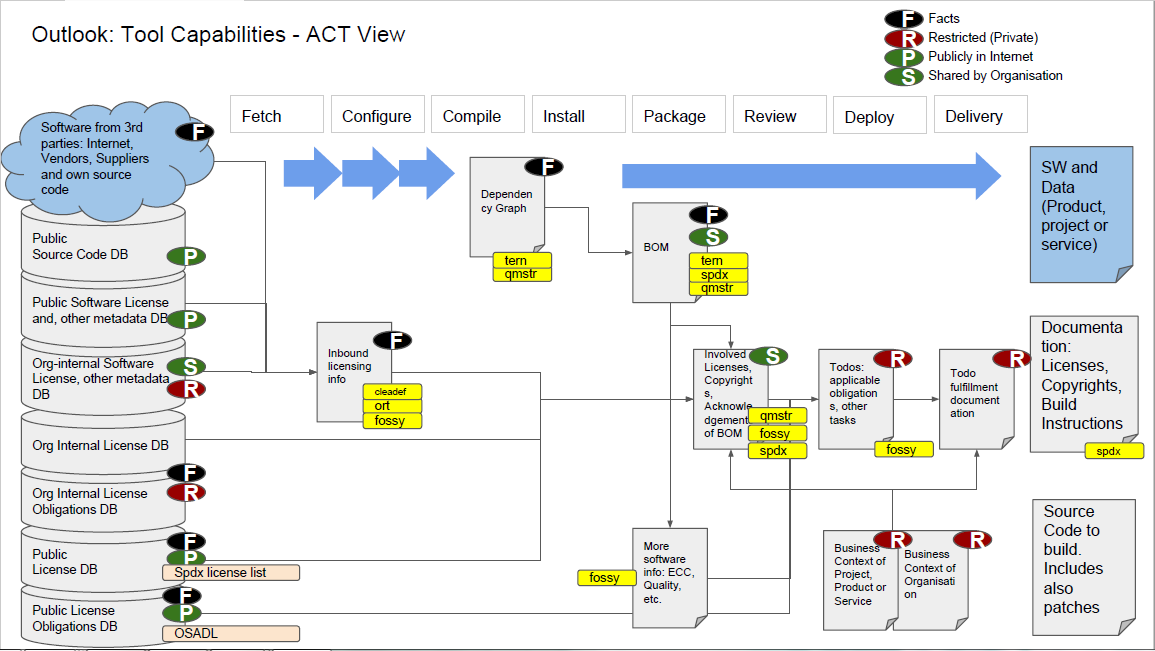 Outlook: Tool Capabilities - ACT View
F Facts
R Restricted (Private)
P Publicly in Internet
S Shared by Organisation
Fetch
Configure
Compile
Install
Package
Review
Deploy
Delivery
Software from 3rd
parties: Internet,
Vendors, Suppliers
and own source
code
F
Public
Source Code DB
P
Public Software License
and, other metadata DB
P
Org-internal Software
License, other metadata
DB
S
R
Org Internal License DB
F
Org Internal License
Obligations DB
R
F
Public
License DB
P
Spdx license list
F
Public License
Obligations DB
P
OSADL
Inbound
licensing
info
F
cleadef
ort
fossy
Dependen
cy Graph
F
tern
qmstr
BOM
F
S
tern
spdx
qmstr
Involved
Licenses,
Copyright
s,
Acknowle
dgement
of BOM
S
qmstr
fossy
spdx
Todos:
applicable
obligation
s, other
tasks
R
fossy
Todo
fulfillment
document
ation
R
More
software
info: ECC,
Quality,
etc.
fossy
Business
Context of
Project,
Product or
Service
R
Business
Context of
Organisati
on
R
SW and
Data
(Product,
project or
service)
Documenta
tion:
Licenses,
Copyrights,
Build
Instructions
spdx
Source
Code to
build.
Includes
also
patches